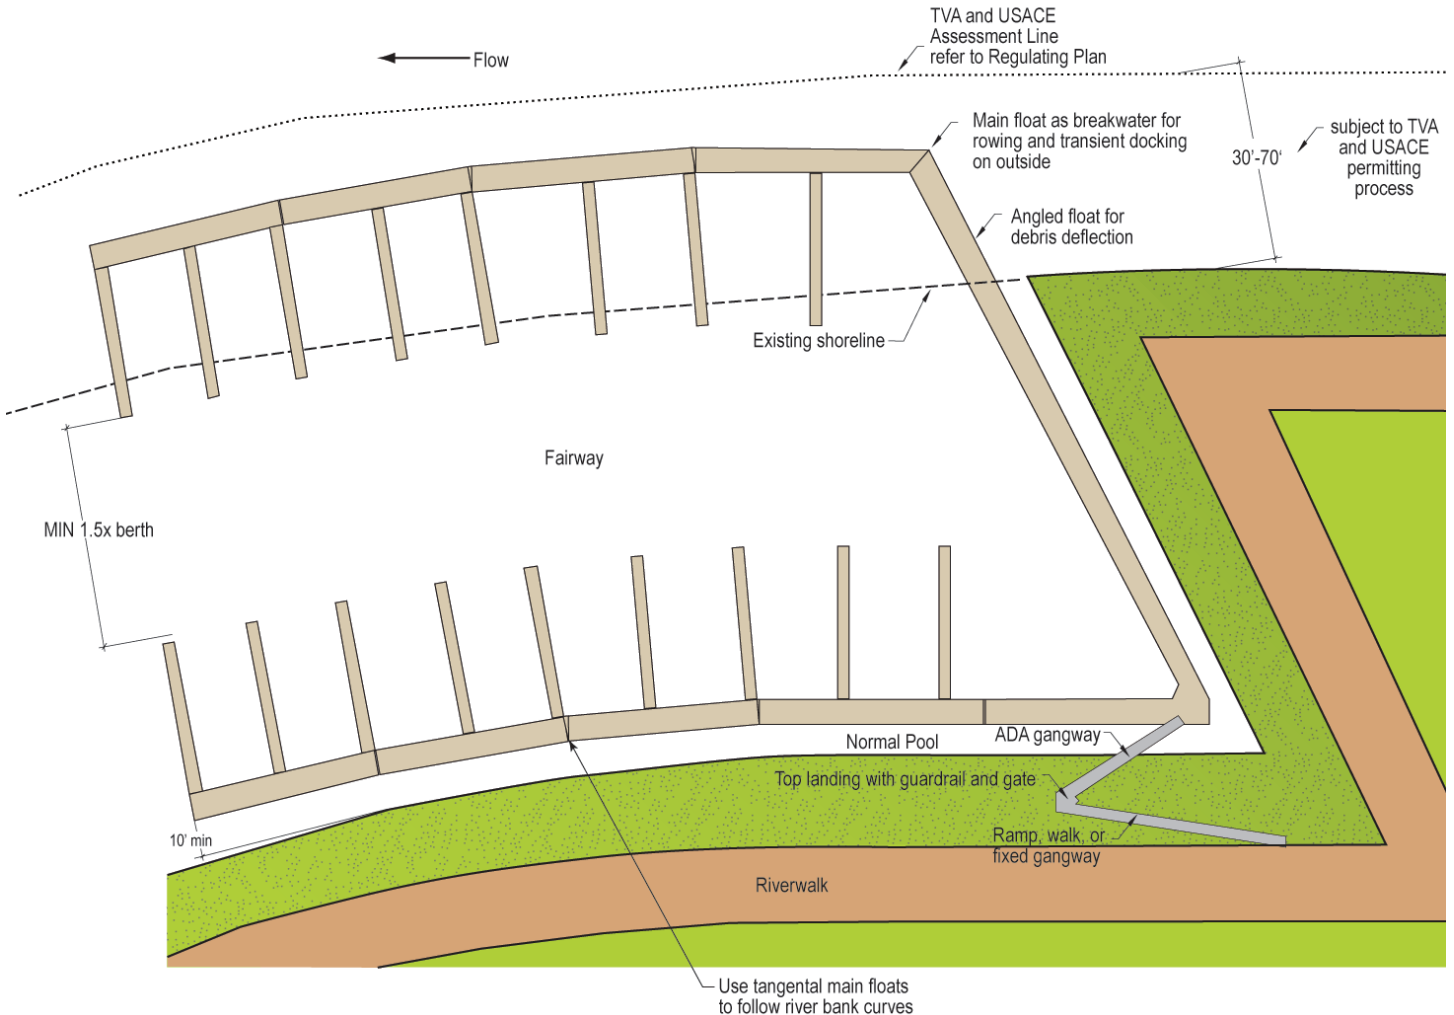 TVA and USACE
Assessment Line
refer to Regulating Plan
Flow
Main float as breakwater for
rowing and transient docking
on outside
30'-70'
subject to TVA
and USACE
permitting
process
Angled float for
debris deflection
Existing shoreline
Fairway
MIN 1.5x berth
Normal Pool
ADA gangway
Top landing with guardrail and gate
10' min
Ramp, walk, or
fixed gangway
Riverwalk
Use tangental main floats
to follow river bank curves